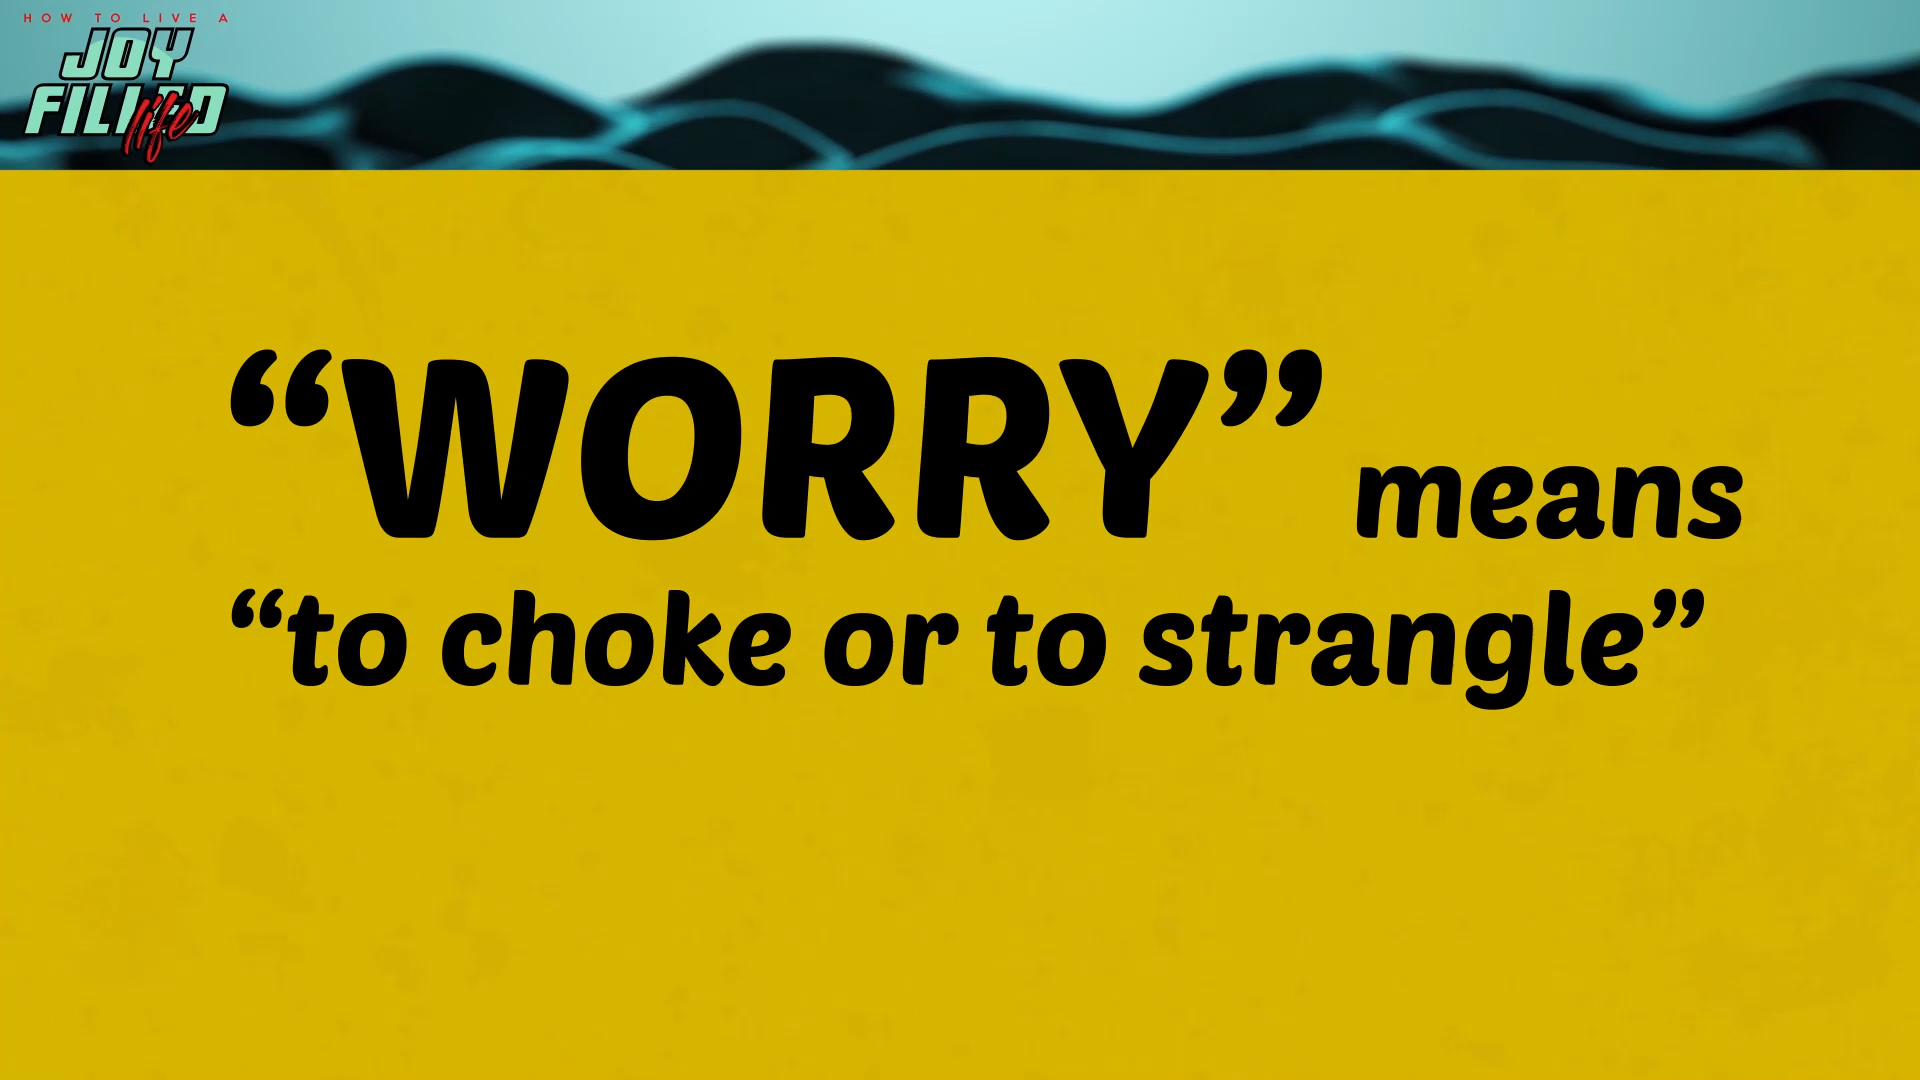 HOW TO LIVE A
JOY
FILLED
life
“WORRY” means
“to choke or to strangle”